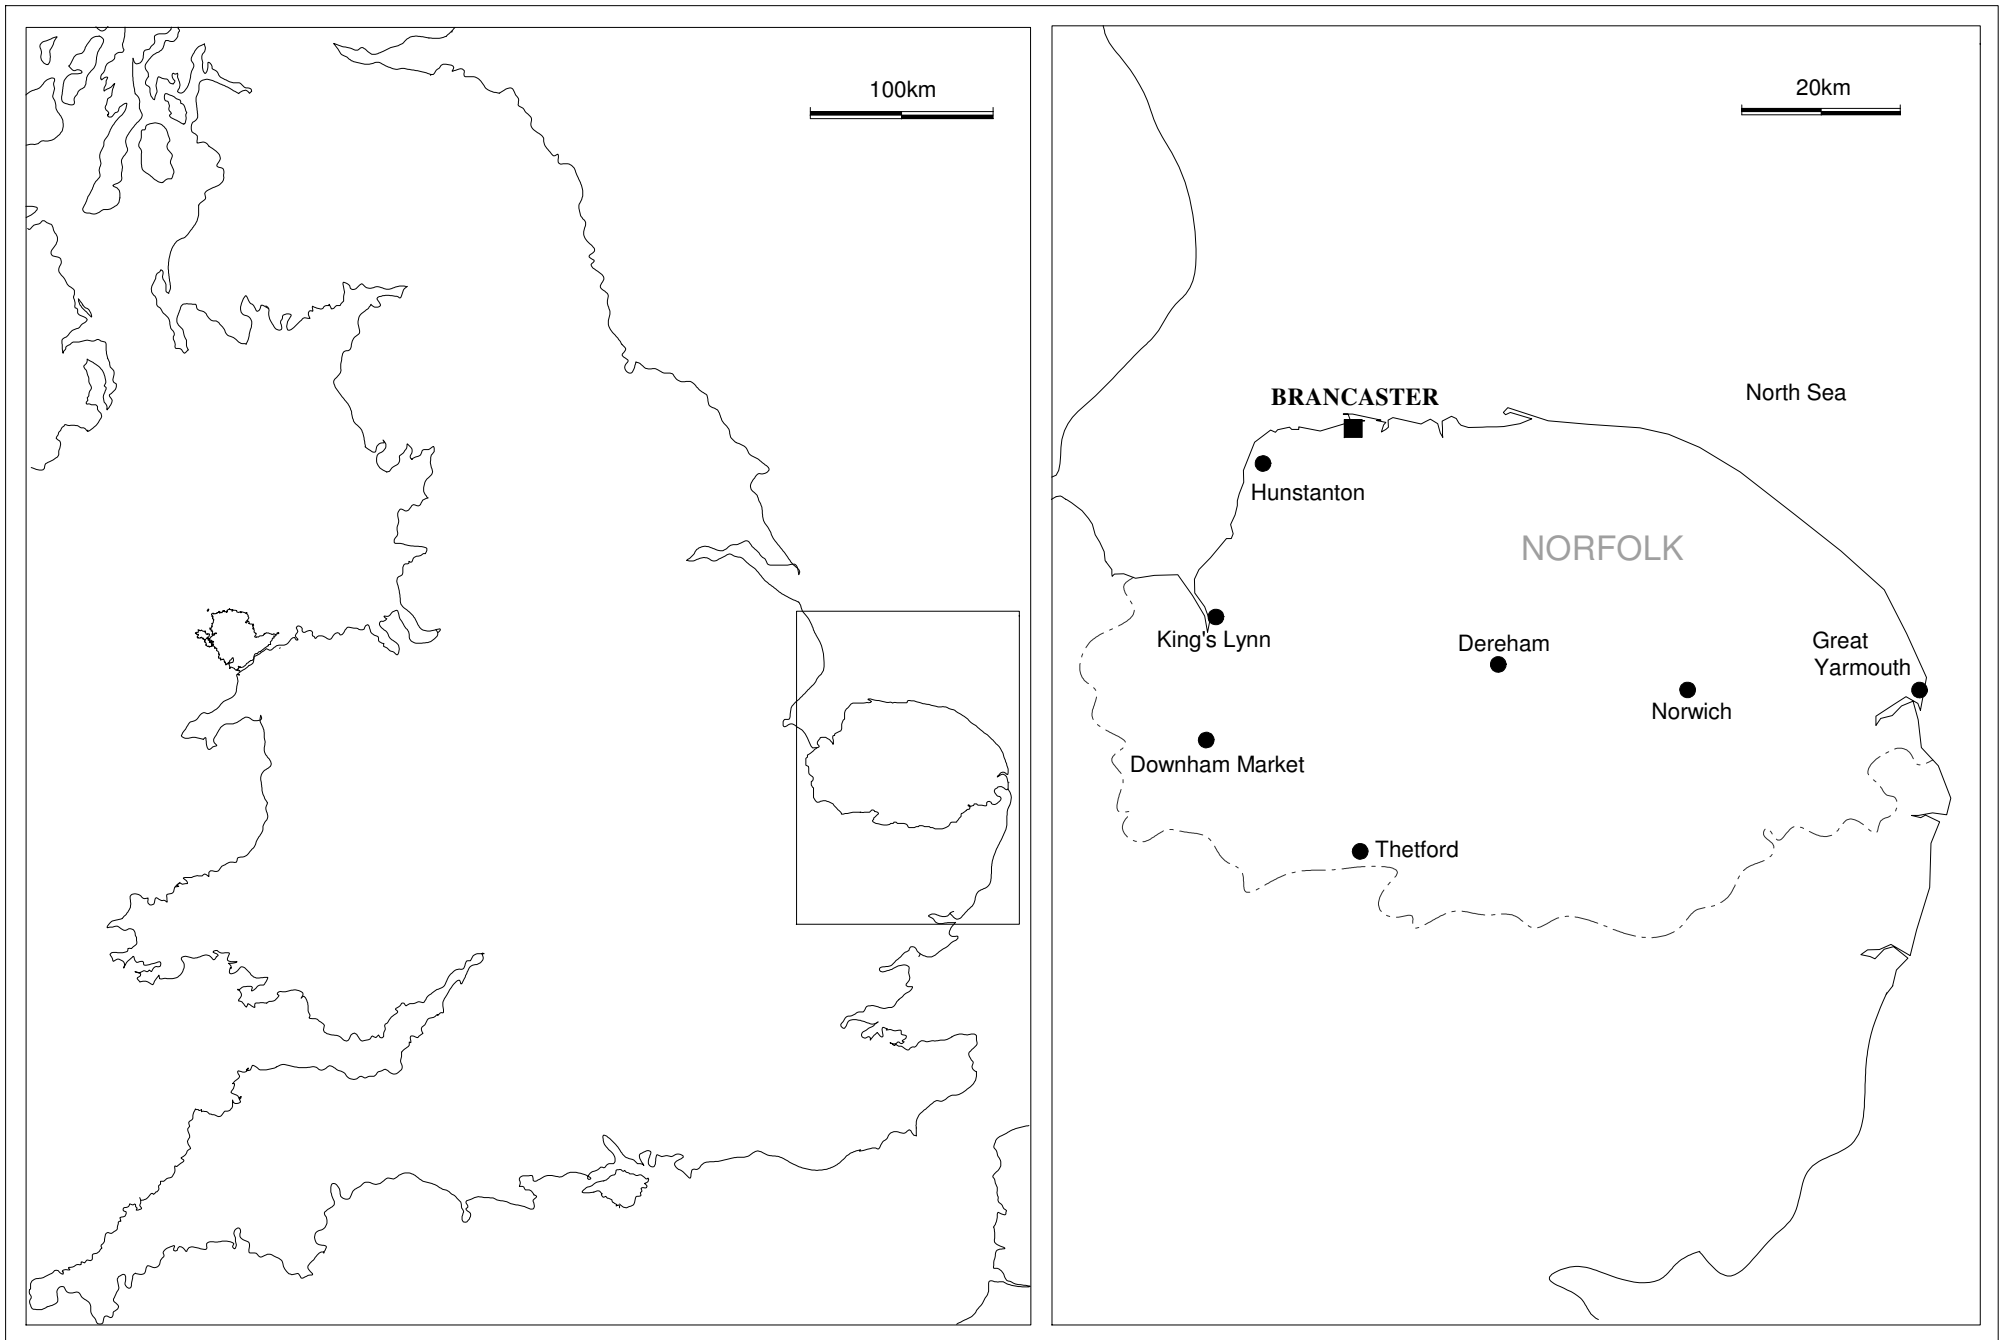 100km
20km
BRANCASTER
North Sea
Hunstanton
NORFOLK
King's Lynn
Dereham
Great
Yarmouth
Norwich
Downham Market
Thetford